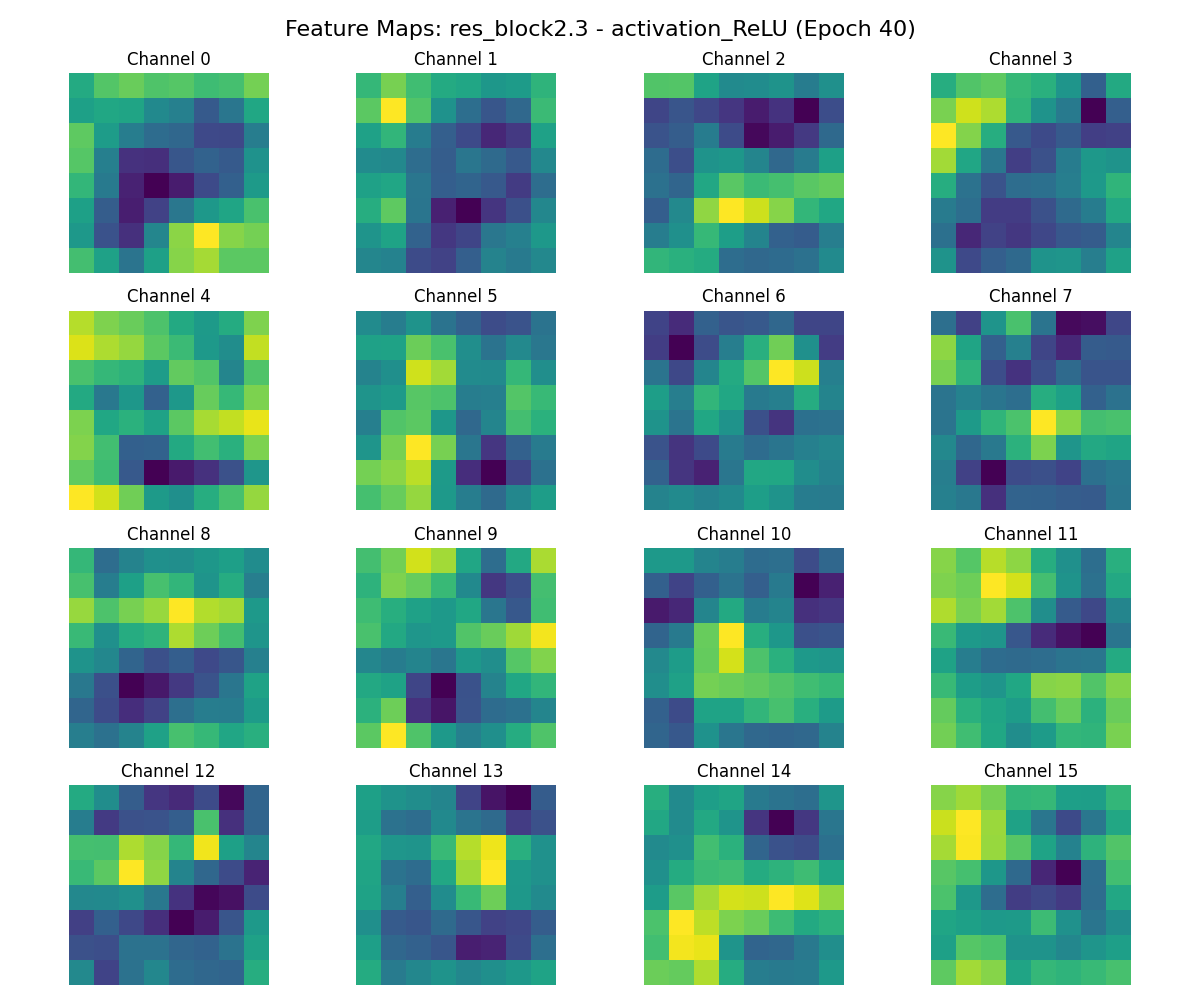 Feature Maps: res_block2.3 - activation_ReLU (Epoch 40)
Channel 0
Channel 1
Channel 2
Channel 3
Channel 4
Channel 5
Channel 6
Channel 7
Channel 8
Channel 9
Channel 10
Channel 11
Channel 12
Channel 13
Channel 14
Channel 15